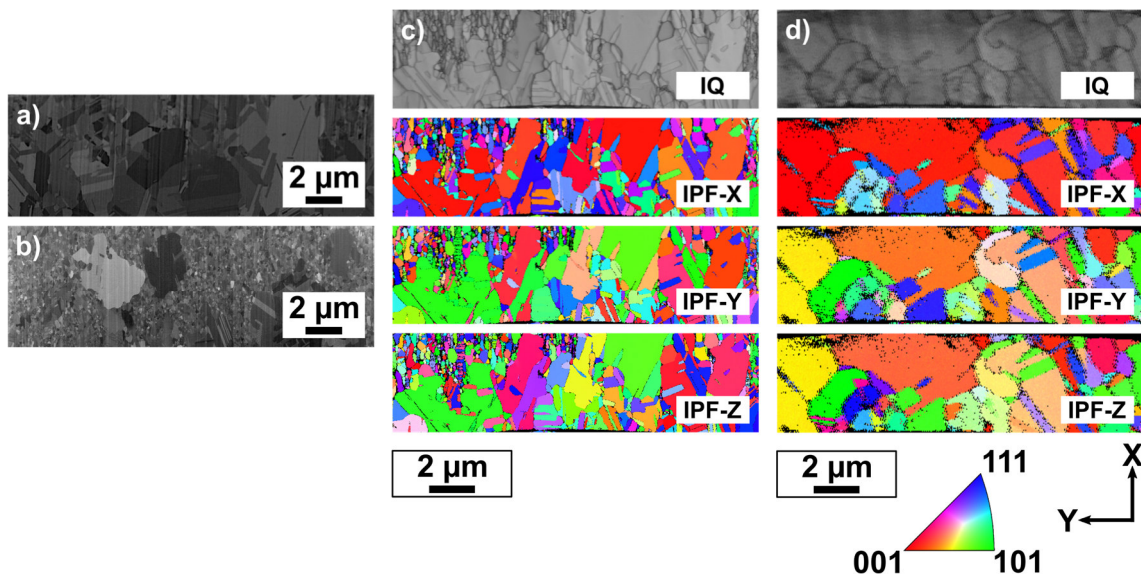 a)
2 µm
b)
2 µm
c)
IQ
IPF-X
IPF-Y
IPF-Z
2 µm
d)
IQ
IPF-X
IPF-Y
IPF-Z
2 µm
111
001
101
X
Y